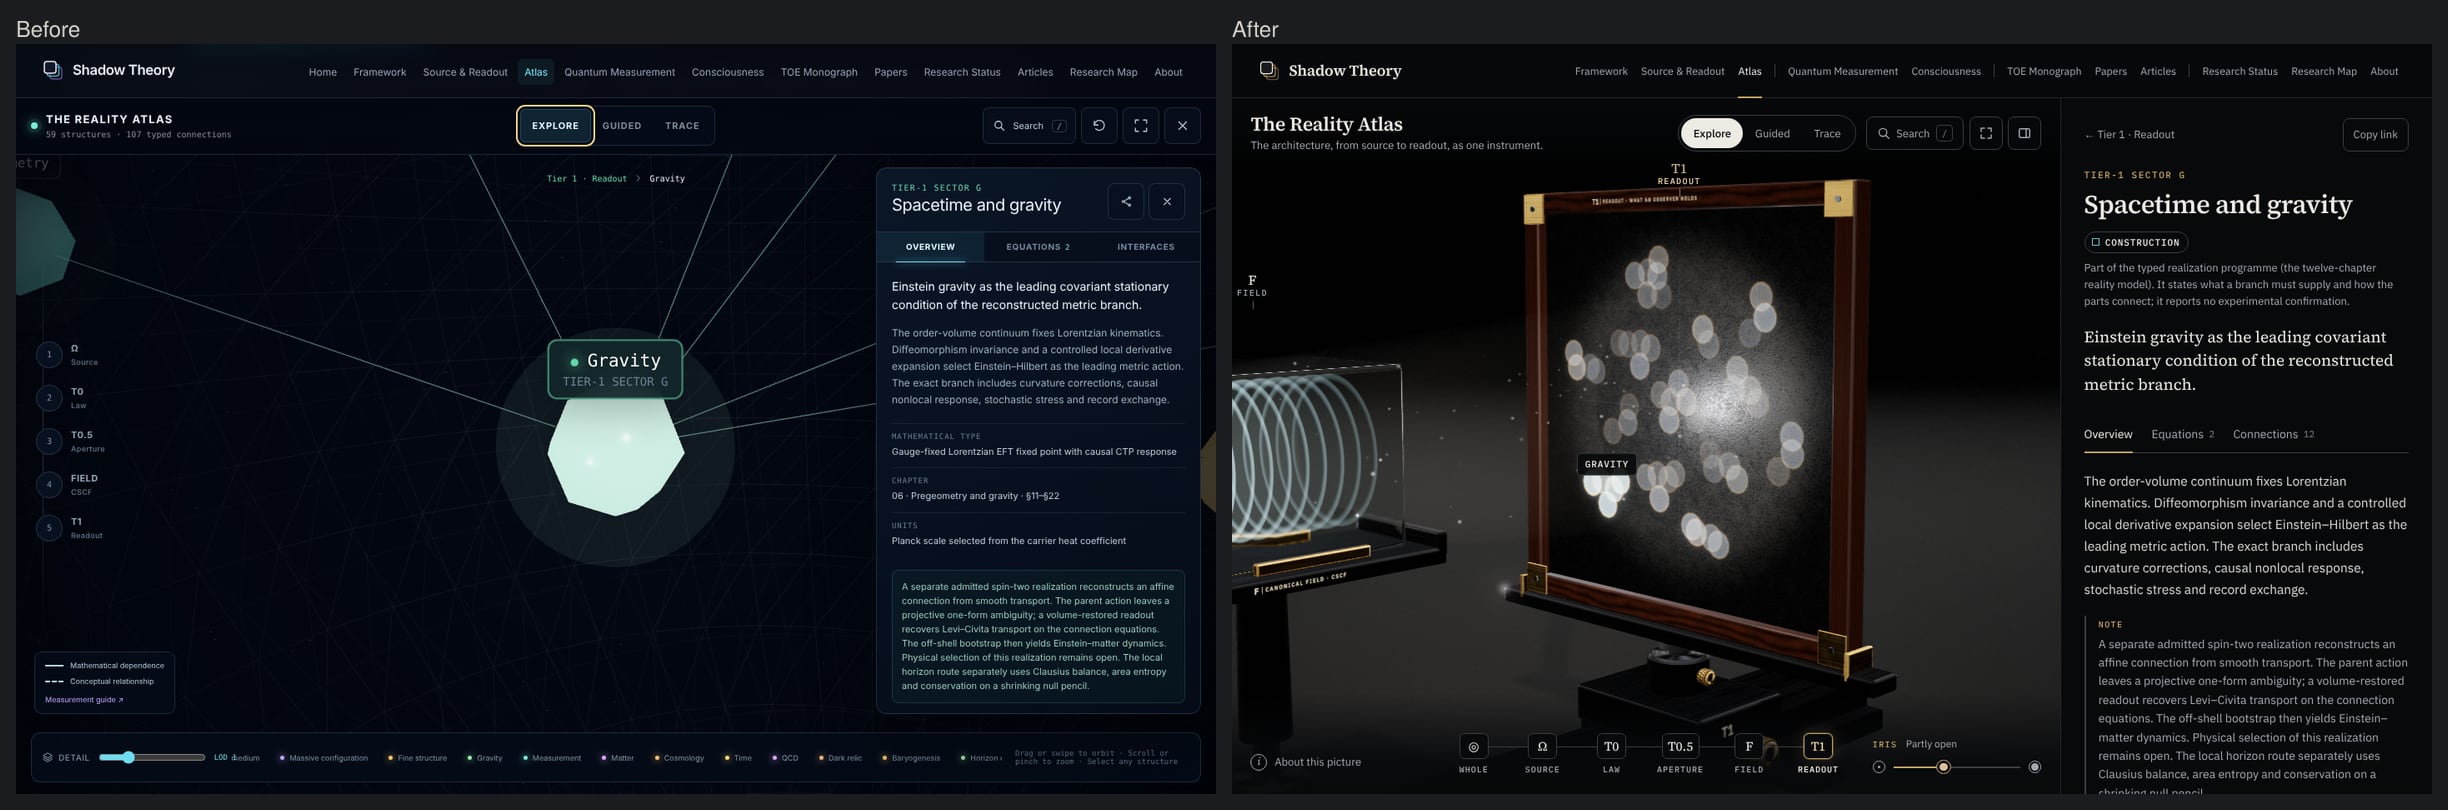 Before
Shadow Theory
Home Framework Source & Readout Atlas Quantum Measurement Consciousness TOE Monograph Papers Research Status Articles Research Map About
THE REALITY ATLAS
59 structures · 107 typed connections
EXPLORE GUIDED TRACE
Search /
Tier 1 · Readout > Gravity
Gravity
TIER-1 SECTOR G
1 Ω
Source
2 T0
Law
3 T0.5
Aperture
4 FIELD
CSCF
5 T1
Readout
Mathematical dependence
Conceptual relationship
Measurement guide ↗
TIER-1 SECTOR G
Spacetime and gravity
OVERVIEW EQUATIONS 2 INTERFACES
Einstein gravity as the leading covariant stationary
condition of the reconstructed metric branch.
The order-volume continuum fixes Lorentzian kinematics.
Diffeomorphism invariance and a controlled local derivative
expansion select Einstein–Hilbert as the leading metric action.
The exact branch includes curvature corrections, causal
nonlocal response, stochastic stress and record exchange.
MATHEMATICAL TYPE
Gauge-fixed Lorentzian EFT fixed point with causal CTP response
CHAPTER
06 · Pregeometry and gravity · §11–§22
UNITS
Planck scale selected from the carrier heat coefficient
A separate admitted spin-two realization reconstructs an affine
connection from smooth transport. The parent action leaves a
projective one-form ambiguity; a volume-restored readout
recovers Levi–Civita transport on the connection equations.
The off-shell bootstrap then yields Einstein–matter dynamics.
Physical selection of this realization remains open. The local
horizon route separately uses Clausius balance, area entropy
and conservation on a shrinking null pencil.
DETAIL LOD edium Massive configuration Fine structure Gravity Measurement Matter Cosmology Time QCD Dark relic Baryogenesis Horizon
Drag or swipe to orbit · Scroll or
pinch to zoom · Select any structure
After
Shadow Theory
Framework Source & Readout Atlas Quantum Measurement Consciousness TOE Monograph Papers Articles Research Status Research Map About
The Reality Atlas
The architecture, from source to readout, as one instrument.
Explore Guided Trace
Search /
T1
READOUT
T1 | READOUT · WHAT AN OBSERVER HOLDS
F
FIELD
GRAVITY
F | CANONICAL FIELD · CSCF
T1
About this picture
◎ Ω T0 T0.5 F T1
WHOLE SOURCE LAW APERTURE FIELD READOUT
IRIS Partly open
← Tier 1 · Readout
Copy link
TIER-1 SECTOR G
Spacetime and gravity
CONSTRUCTION
Part of the typed realization programme (the twelve-chapter
reality model). It states what a branch must supply and how the
parts connect; it reports no experimental confirmation.
Einstein gravity as the leading covariant
stationary condition of the reconstructed
metric branch.
Overview Equations 2 Connections 12
The order-volume continuum fixes Lorentzian
kinematics. Diffeomorphism invariance and a controlled
local derivative expansion select Einstein–Hilbert as the
leading metric action. The exact branch includes
curvature corrections, causal nonlocal response,
stochastic stress and record exchange.
NOTE
A separate admitted spin-two realization reconstructs an
affine connection from smooth transport. The parent action
leaves a projective one-form ambiguity; a volume-restored
readout recovers Levi–Civita transport on the connection
equations. The off-shell bootstrap then yields Einstein–
matter dynamics. Physical selection of this realization
remains open. The local horizon route separately uses
Clausius balance, area entropy and conservation on a
shrinking null pencil.